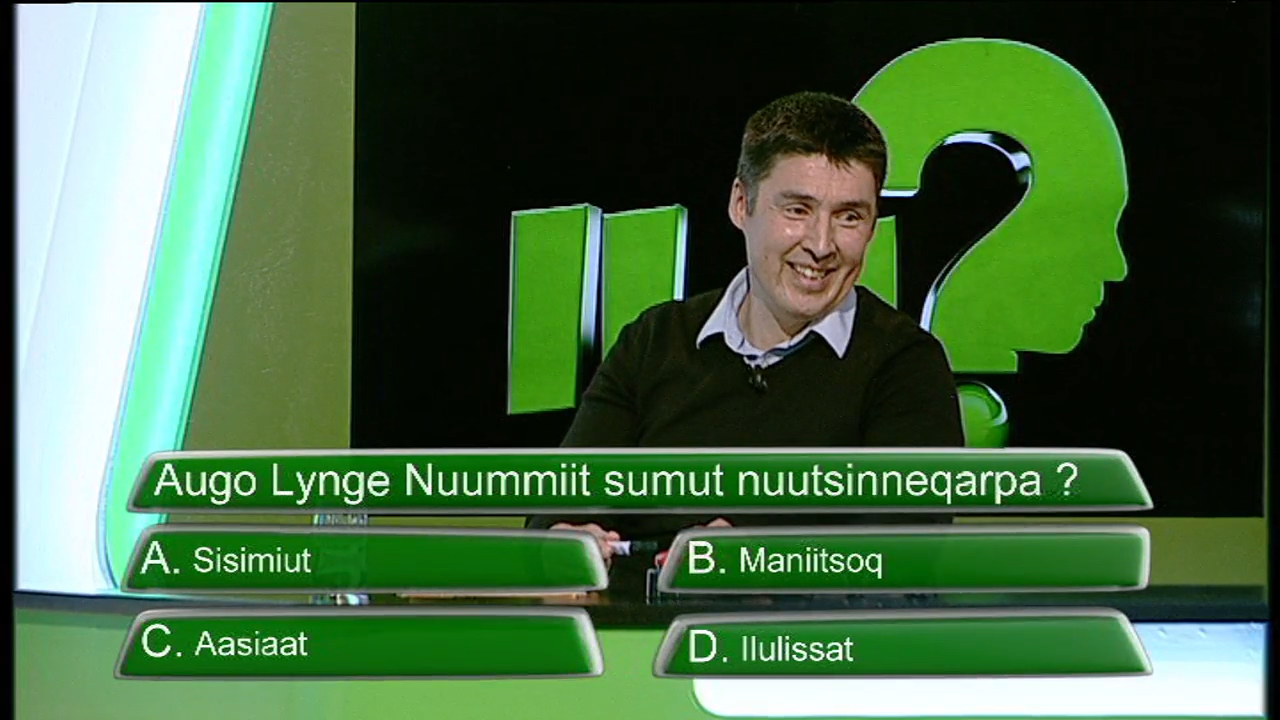 Augo Lynge Nuummiit sumut nuutsinneqarpa ?
A. Sisimiut
B. Maniitsoq
C. Aasiaat
D. Ilulissat